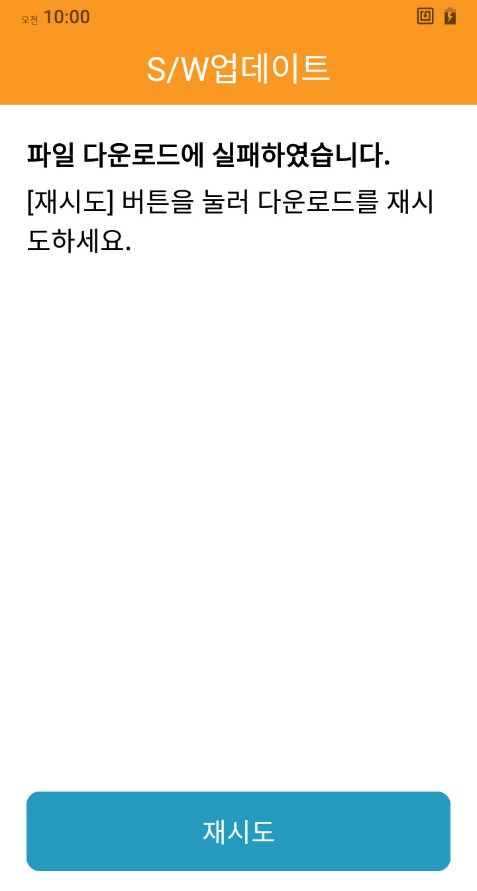 오전 10:00
S/W업데이트
파일 다운로드에 실패하였습니다.
[재시도] 버튼을 눌러 다운로드를 재시
도하세요.
재시도